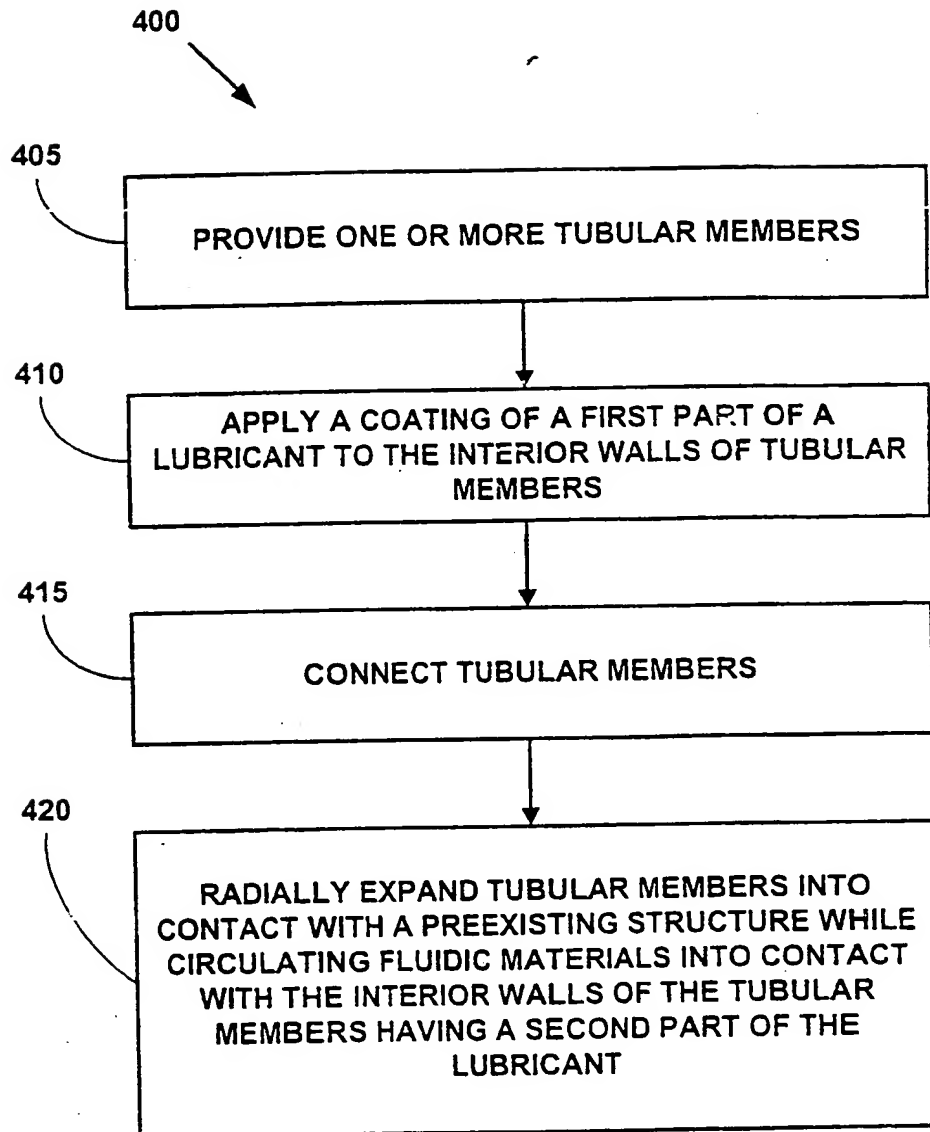 400
405
PROVIDE ONE OR MORE TUBULAR MEMBERS
410
APPLY A COATING OF A FIRST PART OF A
LUBRICANT TO THE INTERIOR WALLS OF TUBULAR
MEMBERS
415
CONNECT TUBULAR MEMBERS
420
RADIALLY EXPAND TUBULAR MEMBERS INTO
CONTACT WITH A PREEXISTING STRUCTURE WHILE
CIRCULATING FLUIDIC MATERIALS INTO CONTACT
WITH THE INTERIOR WALLS OF THE TUBULAR
MEMBERS HAVING A SECOND PART OF THE
LUBRICANT